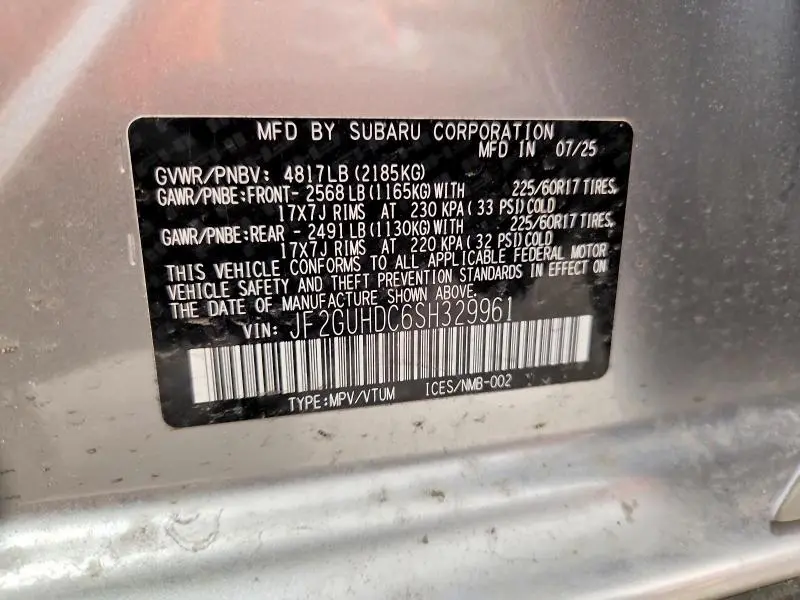 MFD BY SUBARU CORPORATION
MFD IN 07/25
GVWR/PNBV: 4817LB (2185KG)
GAWR/PNBE:FRONT- 2568 LB (1165KG) WITH 225/60R17 TIRES.
17X7J RIMS AT 230 KPA (33 PSI) COLD
GAWR/PNBE:REAR - 2491 LB (1130KG) WITH 225/60R17 TIRES.
17X7J RIMS AT 220 KPA (32 PSI) COLD
THIS VEHICLE CONFORMS TO ALL APPLICABLE FEDERAL MOTOR
VEHICLE SAFETY AND THEFT PREVENTION STANDARDS IN EFFECT ON
THE DATE OF MANUFACTURE SHOWN ABOVE.
VIN: JF2GUHDC6SH329961
TYPE:MPV/VTUM ICES/NMB-002